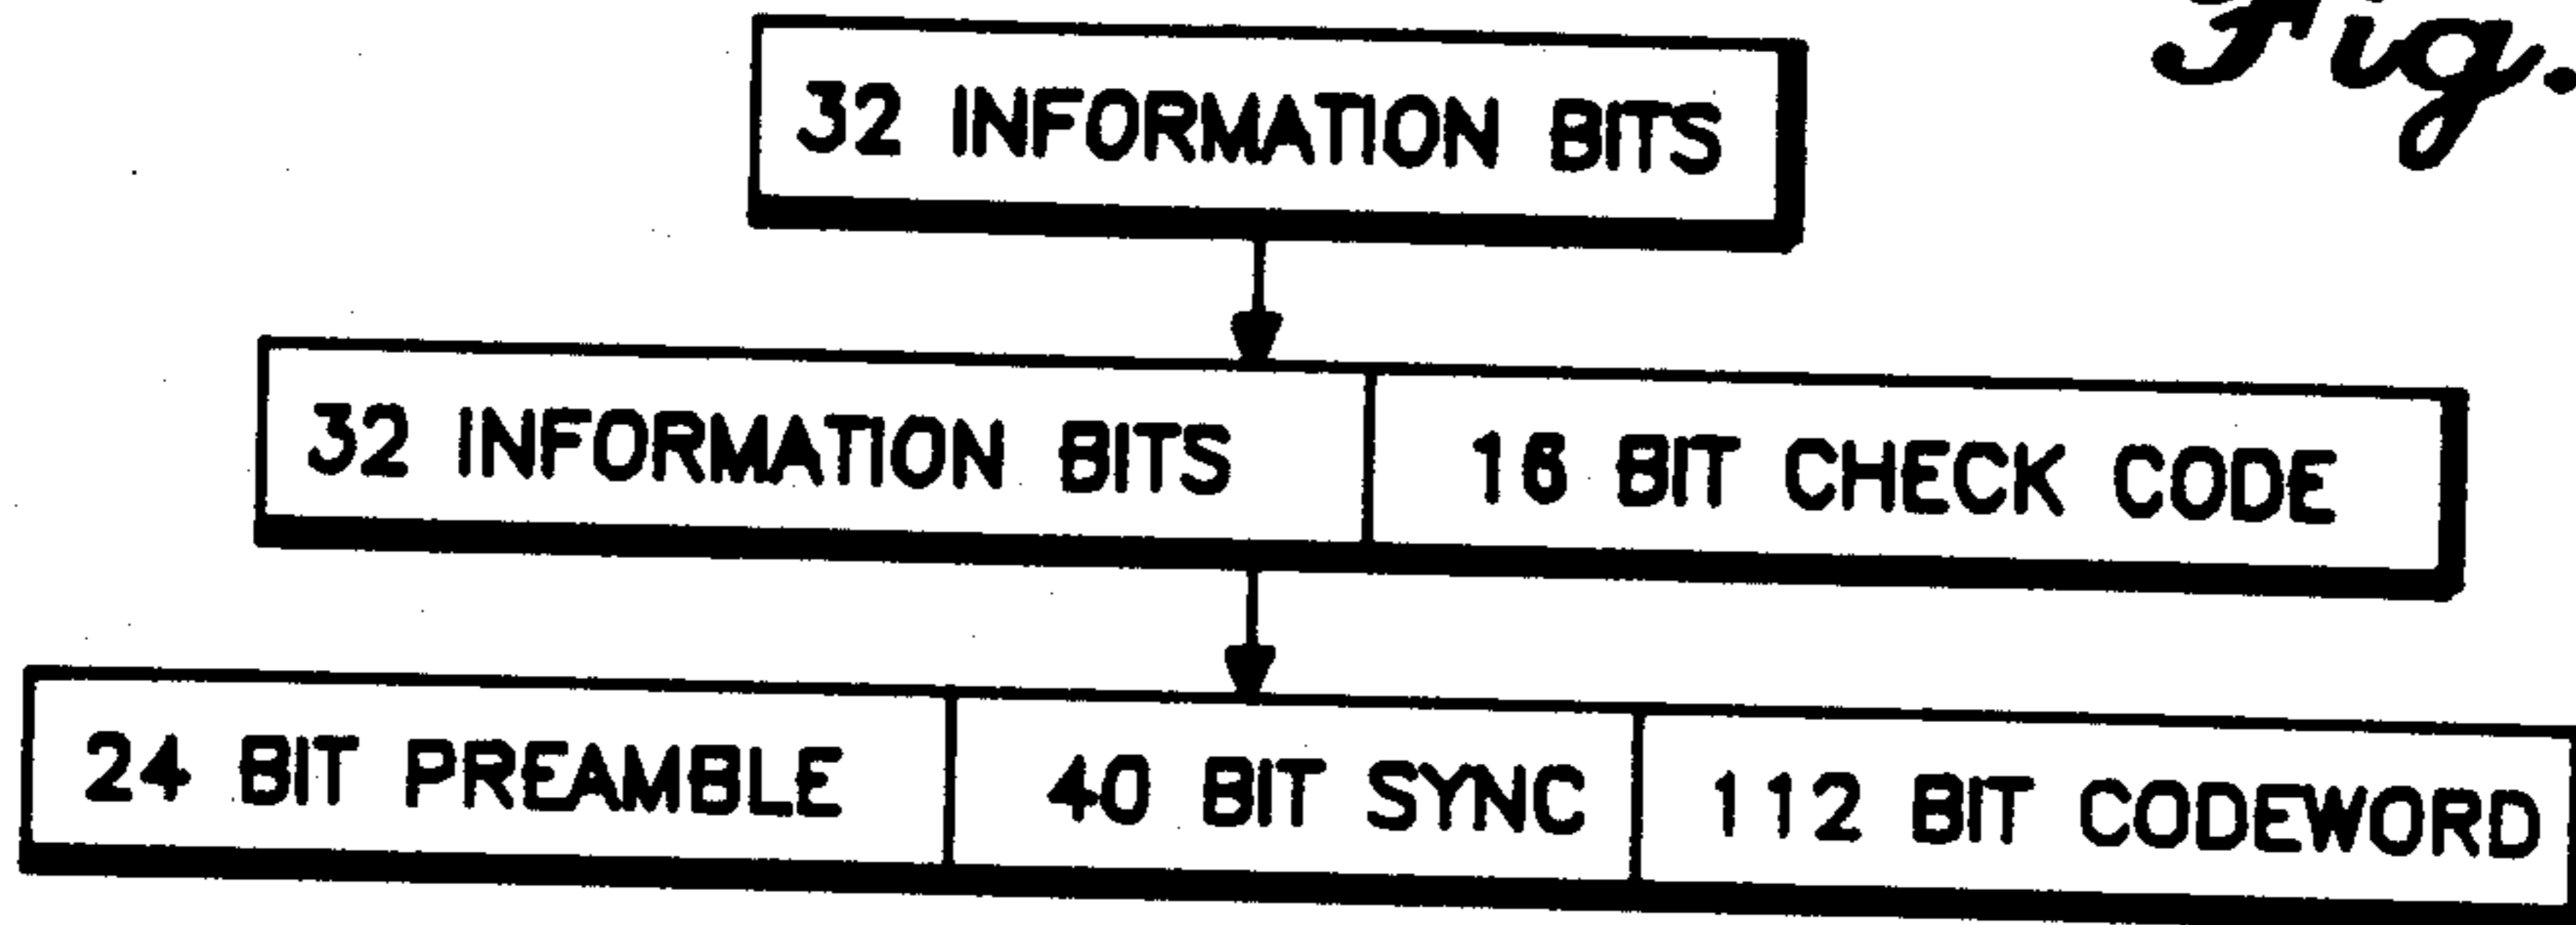 Fig.
32 INFORMATION BITS
32 INFORMATION BITS 16 BIT CHECK CODE
24 BIT PREAMBLE 40 BIT SYNC 112 BIT CODEWORD